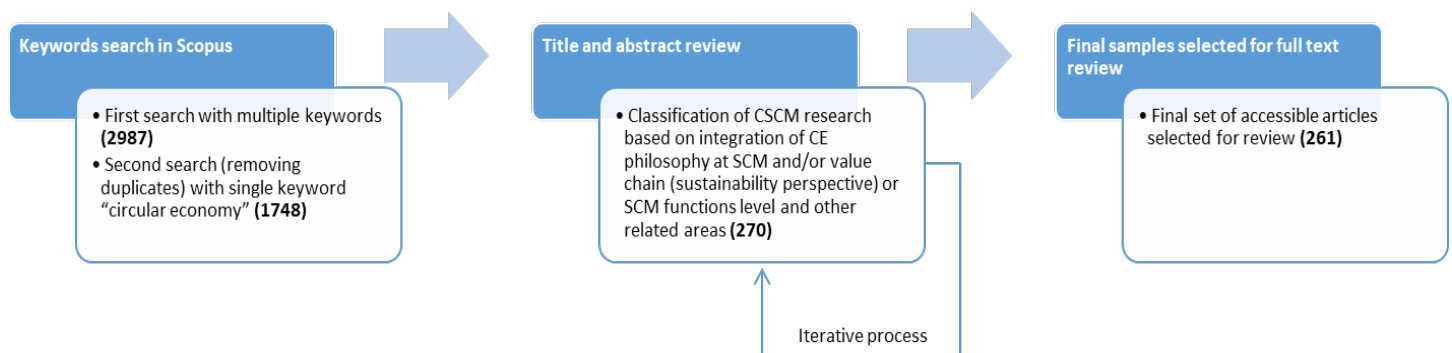 Keywords search in Scopus
• First search with multiple keywords
(2987)
• Second search (removing
duplicates) with single keyword
“circular economy” (1748)
Title and abstract review
• Classification of CSCM research
based on integration of CE
philosophy at SCM and/or value
chain (sustainability perspective) or
SCM functions level and other
related areas (270)
Iterative process
Final samples selected for full text
review
• Final set of accessible articles
selected for review (261)